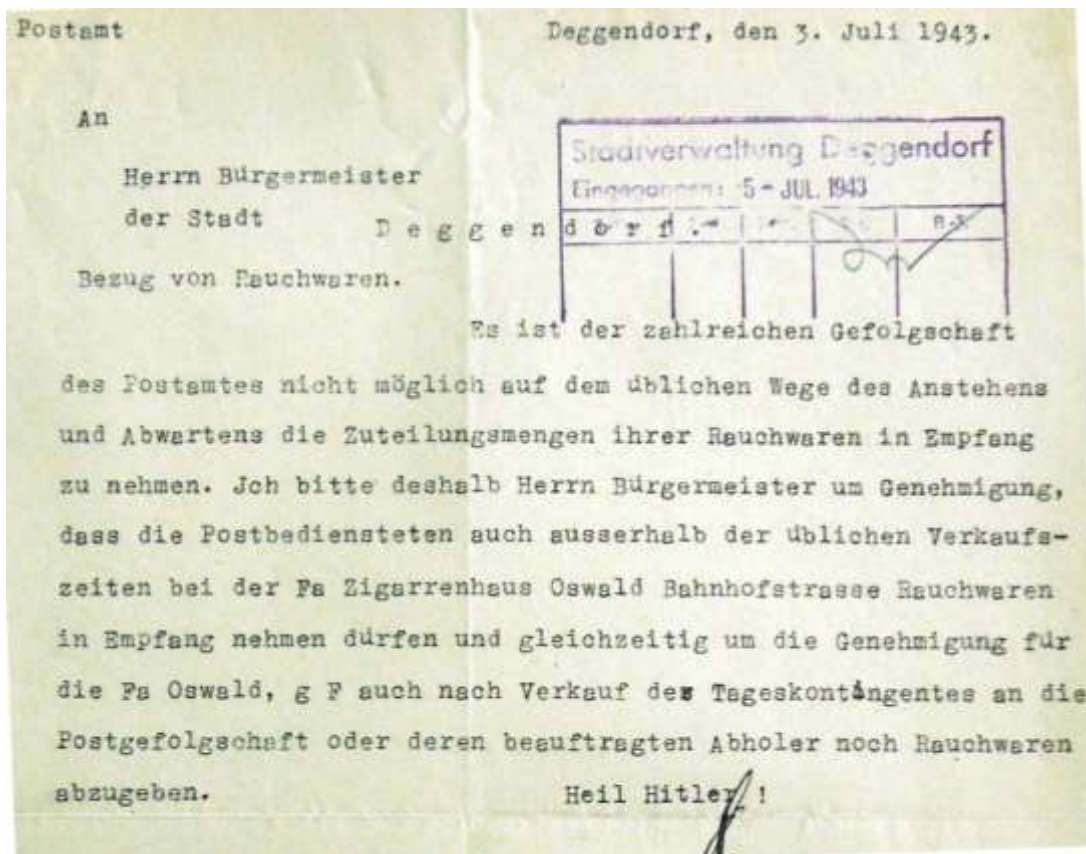 Postamt
Deggendorf, den 3. Juli 1943.
An
Herrn Bürgermeister
der Stadt
D e g g e n d o r f .
Stadtverwaltung Deggendorf
Eingegangen: 5 - JUL. 1943
Bezug von Rauchwaren.
Es ist der zahlreichen Gefolgschaft
des Postamtes nicht möglich auf dem üblichen Wege des Anstehens
und Abwartens die Zuteilungsmengen ihrer Rauchwaren in Empfang
zu nehmen. Jch bitte deshalb Herrn Bürgermeister um Genehmigung,
dass die Postbediensteten auch ausserhalb der üblichen Verkaufs-
zeiten bei der Fa Zigarrenhaus Oswald Bahnhofstrasse Rauchwaren
in Empfang nehmen dürfen und gleichzeitig um die Genehmigung für
die Fa Oswald, g F auch nach Verkauf des Tageskontingentes an die
Postgefolgschaft oder deren beauftragten Abholer noch Rauchwaren
abzugeben.
Heil Hitler !